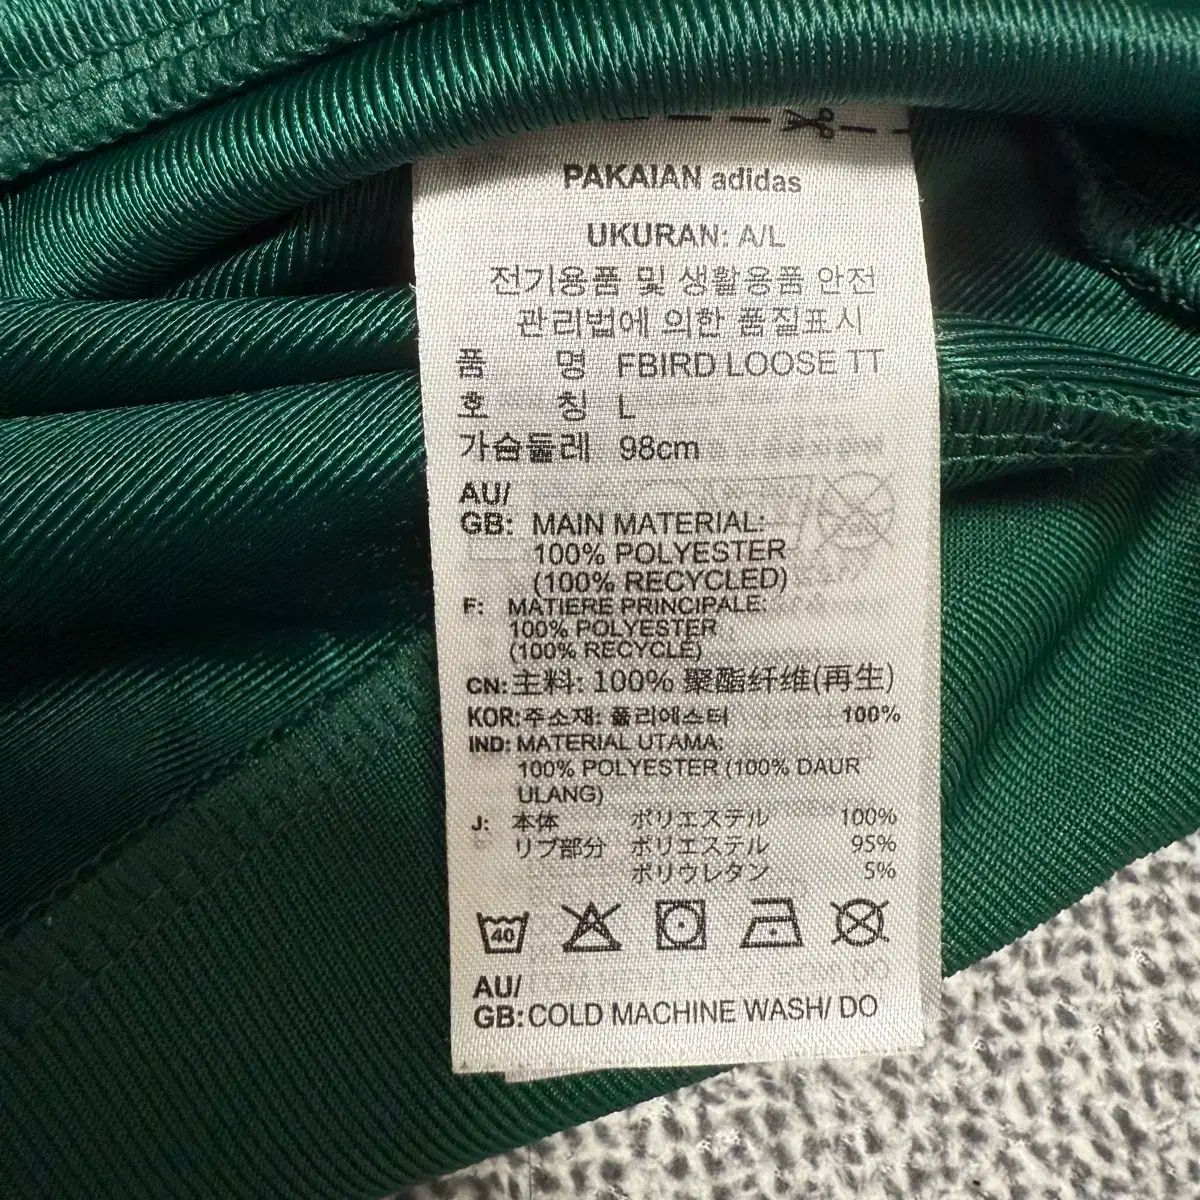 PAKAIAN adidas
UKURAN: A/L
전기용품 및 생활용품 안전
관리법에 의한 품질표시
품 명 FBIRD LOOSE TT
호 칭 L
가슴둘레 98cm
AU/
GB: MAIN MATERIAL:
100% POLYESTER
(100% RECYCLED)
F: MATIERE PRINCIPALE:
100% POLYESTER
(100% RECYCLÉ)
CN: 主料: 100% 聚酯纤维(再生)
KOR: 주소재: 폴리에스터 100%
IND: MATERIAL UTAMA:
100% POLYESTER (100% DAUR
ULANG)
J: 本体 ポリエステル 100%
リブ部分 ポリエステル 95%
ポリウレタン 5%
40
AU/
GB: COLD MACHINE WASH/ DO